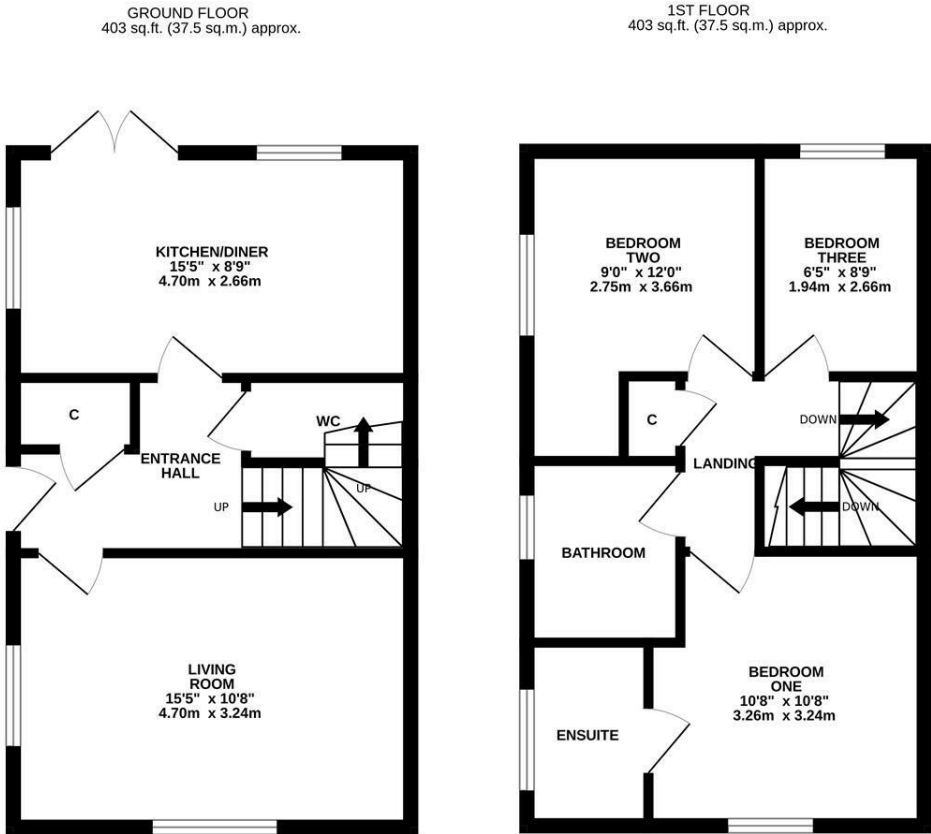 GROUND FLOOR
403 sq.ft. (37.5 sq.m.) approx.
KITCHEN/DINER
15'5" x 8'9"
4.70m x 2.66m
C
WC
ENTRANCE
HALL
UP
UP
LIVING
ROOM
15'5" x 10'8"
4.70m x 3.24m
1ST FLOOR
403 sq.ft. (37.5 sq.m.) approx.
BEDROOM
TWO
9'0" x 12'0"
2.75m x 3.66m
BEDROOM
THREE
6'5" x 8'9"
1.94m x 2.66m
C
DOWN
LANDING
DOWN
BATHROOM
BEDROOM
ONE
10'8" x 10'8"
3.26m x 3.24m
ENSUITE